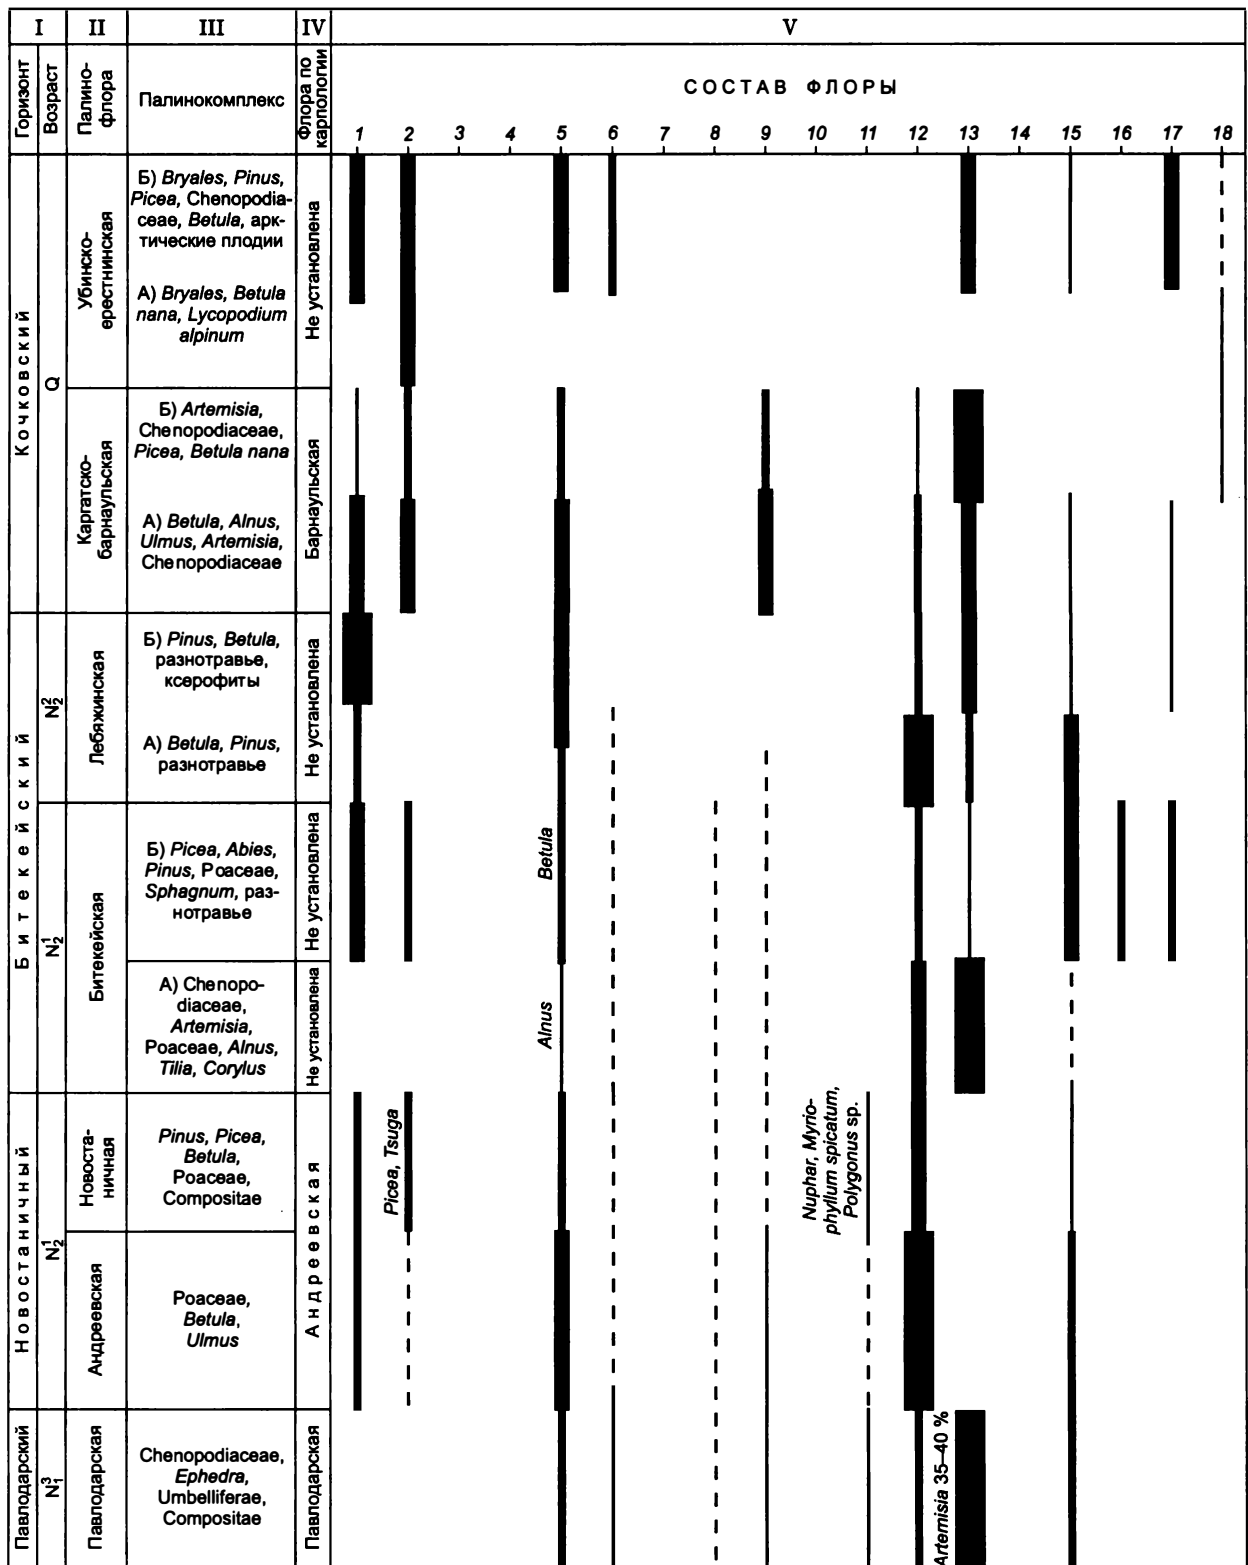 I II III IV V
Горизонт
Возраст
Палино-
флора
Палинокомплекс
Флора по
карпологии
СОСТАВ ФЛОРЫ
1 2 3 4 5 6 7 8 9 10 11 12 13 14 15 16 17 18
Кочковский
Q
Убинско-
ерестнинская
Б) Bryales, Pinus,
Picea, Chenopodia-
ceae, Betula, арк-
тические плодии
А) Bryales, Betula
nana, Lycopodium
alpinum
Не установлена
Каргатско-
барнаульская
Б) Artemisia,
Chenopodiaceae,
Picea, Betula nana
А) Betula, Alnus,
Ulmus, Artemisia,
Chenopodiaceae
Барнаульская
Битекейский
N₂²
Лебяжинская
Б) Pinus, Betula,
разнотравье,
ксерофиты
А) Betula, Pinus,
разнотравье
Не установлена
N₂¹
Битекейская
Б) Picea, Abies,
Pinus, Poaceae,
Sphagnum, раз-
нотравье
Не установлена
Betula
А) Chenopo-
diaceae,
Artemisia,
Poaceae, Alnus,
Tilia, Corylus
Не установлена
Alnus
Новостаничный
N₂¹
Новоста-
ничная
Pinus, Picea,
Betula,
Poaceae,
Compositae
Андреевская
Picea, Tsuga
Nuphar, Myrio-
phyllum spicatum,
Polygonus sp.
Андреевская
Poaceae,
Betula,
Ulmus
Павлодарский
N₁³
Павлодарская
Chenopodiaceae,
Ephedra,
Umbelliferae,
Compositae
Павлодарская
Artemisia 35–40 %